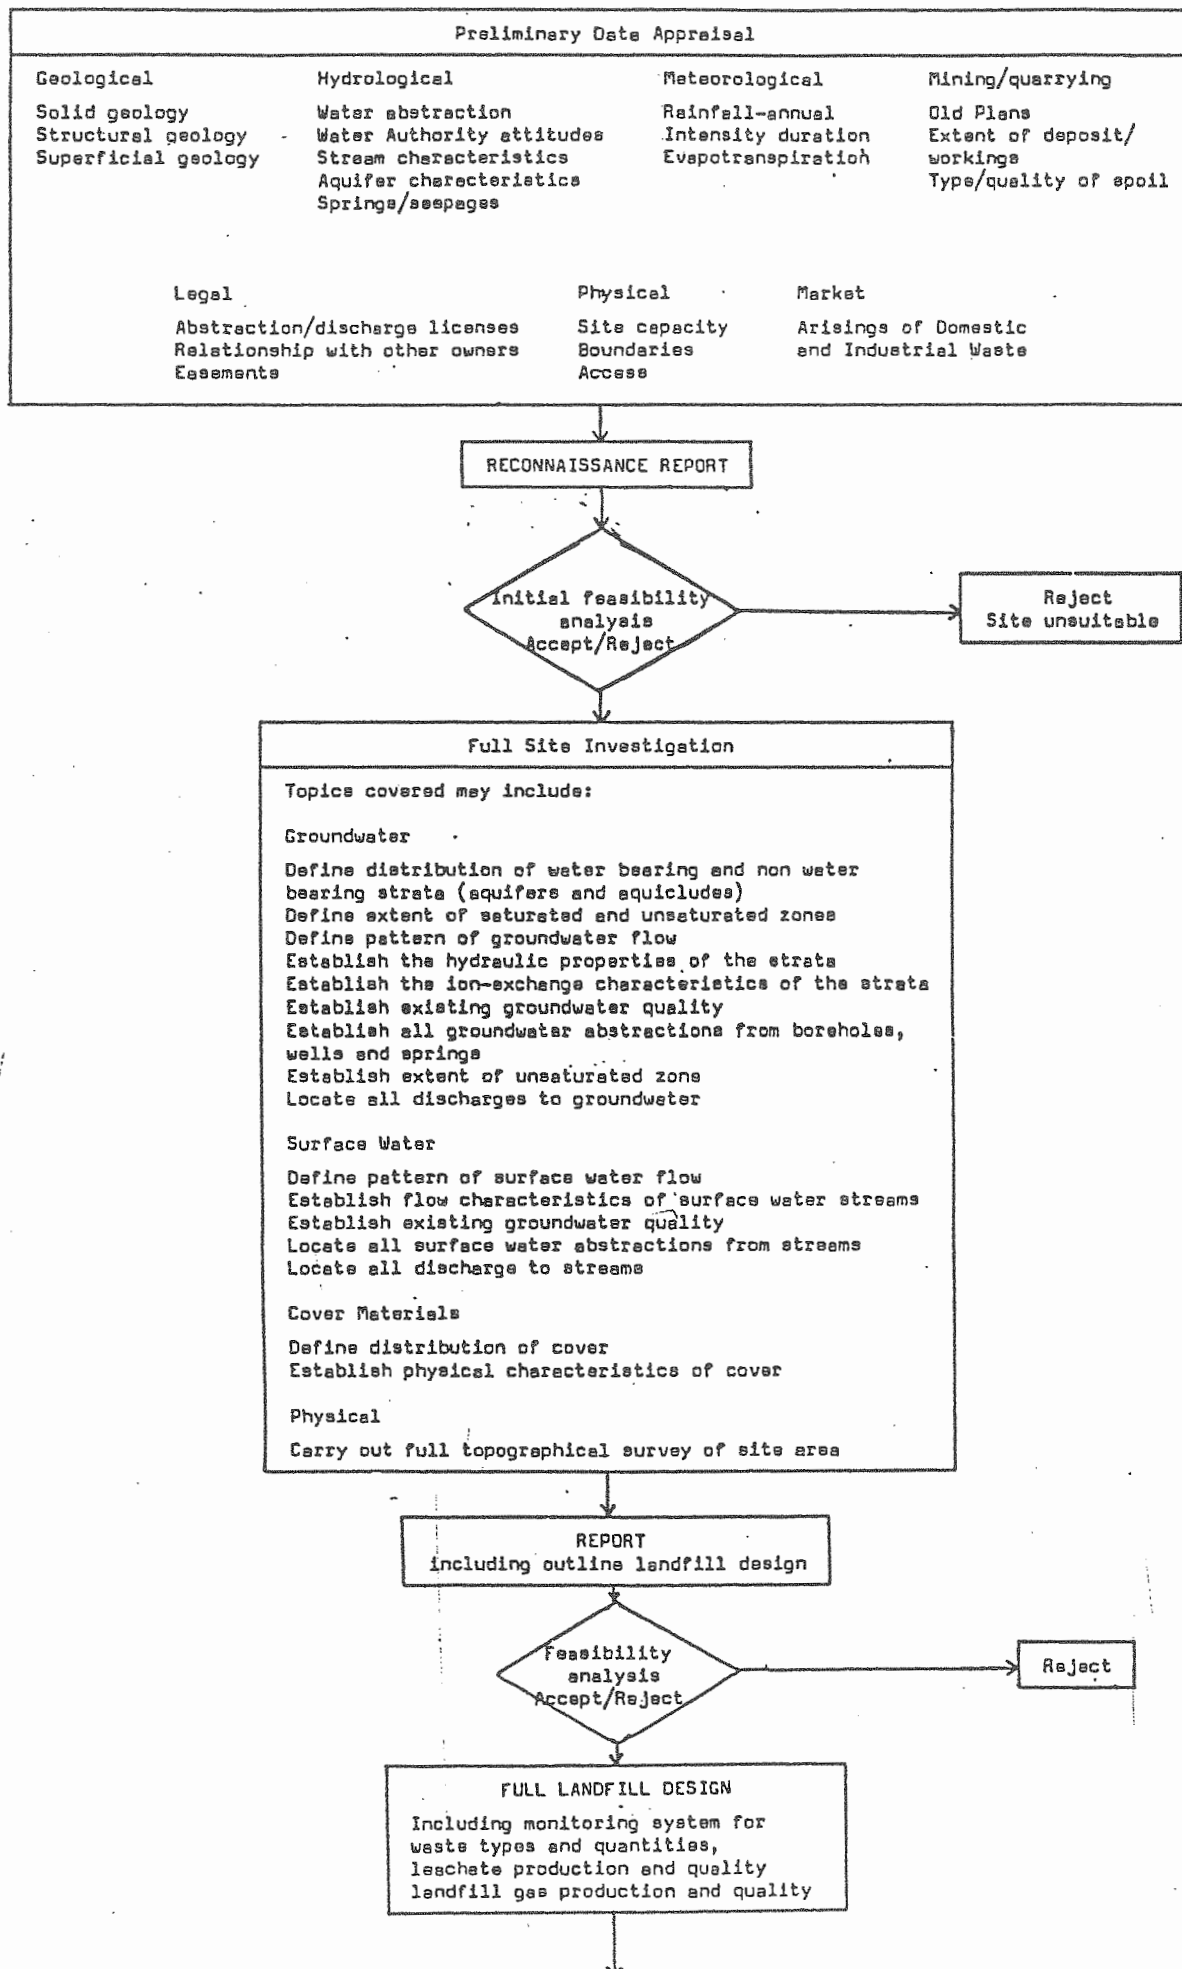 Preliminary Data Appraisal
Geological
Solid geology
Structural geology
Superficial geology
Hydrological
Water abstraction
Water Authority attitudes
Stream characteristics
Aquifer characteristics
Springs/seepages
Meteorological
Rainfall-annual
Intensity duration
Evapotranspiration
Mining/quarrying
Old Plans
Extent of deposit/
workings
Type/quality of spoil
Legal
Abstraction/discharge licenses
Relationship with other owners
Easements
Physical
Site capacity
Boundaries
Access
Market
Arisings of Domestic
and Industrial Waste
RECONNAISSANCE REPORT
Initial feasibility
analysis
Accept/Reject
Reject
Site unsuitable
Full Site Investigation
Topics covered may include:
Groundwater
Define distribution of water bearing and non water
bearing strata (aquifers and aquicludes)
Define extent of saturated and unsaturated zones
Define pattern of groundwater flow
Establish the hydraulic properties of the strata
Establish the ion-exchange characteristics of the strata
Establish existing groundwater quality
Establish all groundwater abstractions from boreholes,
wells and springs
Establish extent of unsaturated zone
Locate all discharges to groundwater
Surface Water
Define pattern of surface water flow
Establish flow characteristics of surface water streams
Establish existing groundwater quality
Locate all surface water abstractions from streams
Locate all discharge to streams
Cover Materials
Define distribution of cover
Establish physical characteristics of cover
Physical
Carry out full topographical survey of site area
REPORT
including outline landfill design
Feasibility
analysis
Accept/Reject
Reject
FULL LANDFILL DESIGN
Including monitoring system for
waste types and quantities,
leachate production and quality
landfill gas production and quality